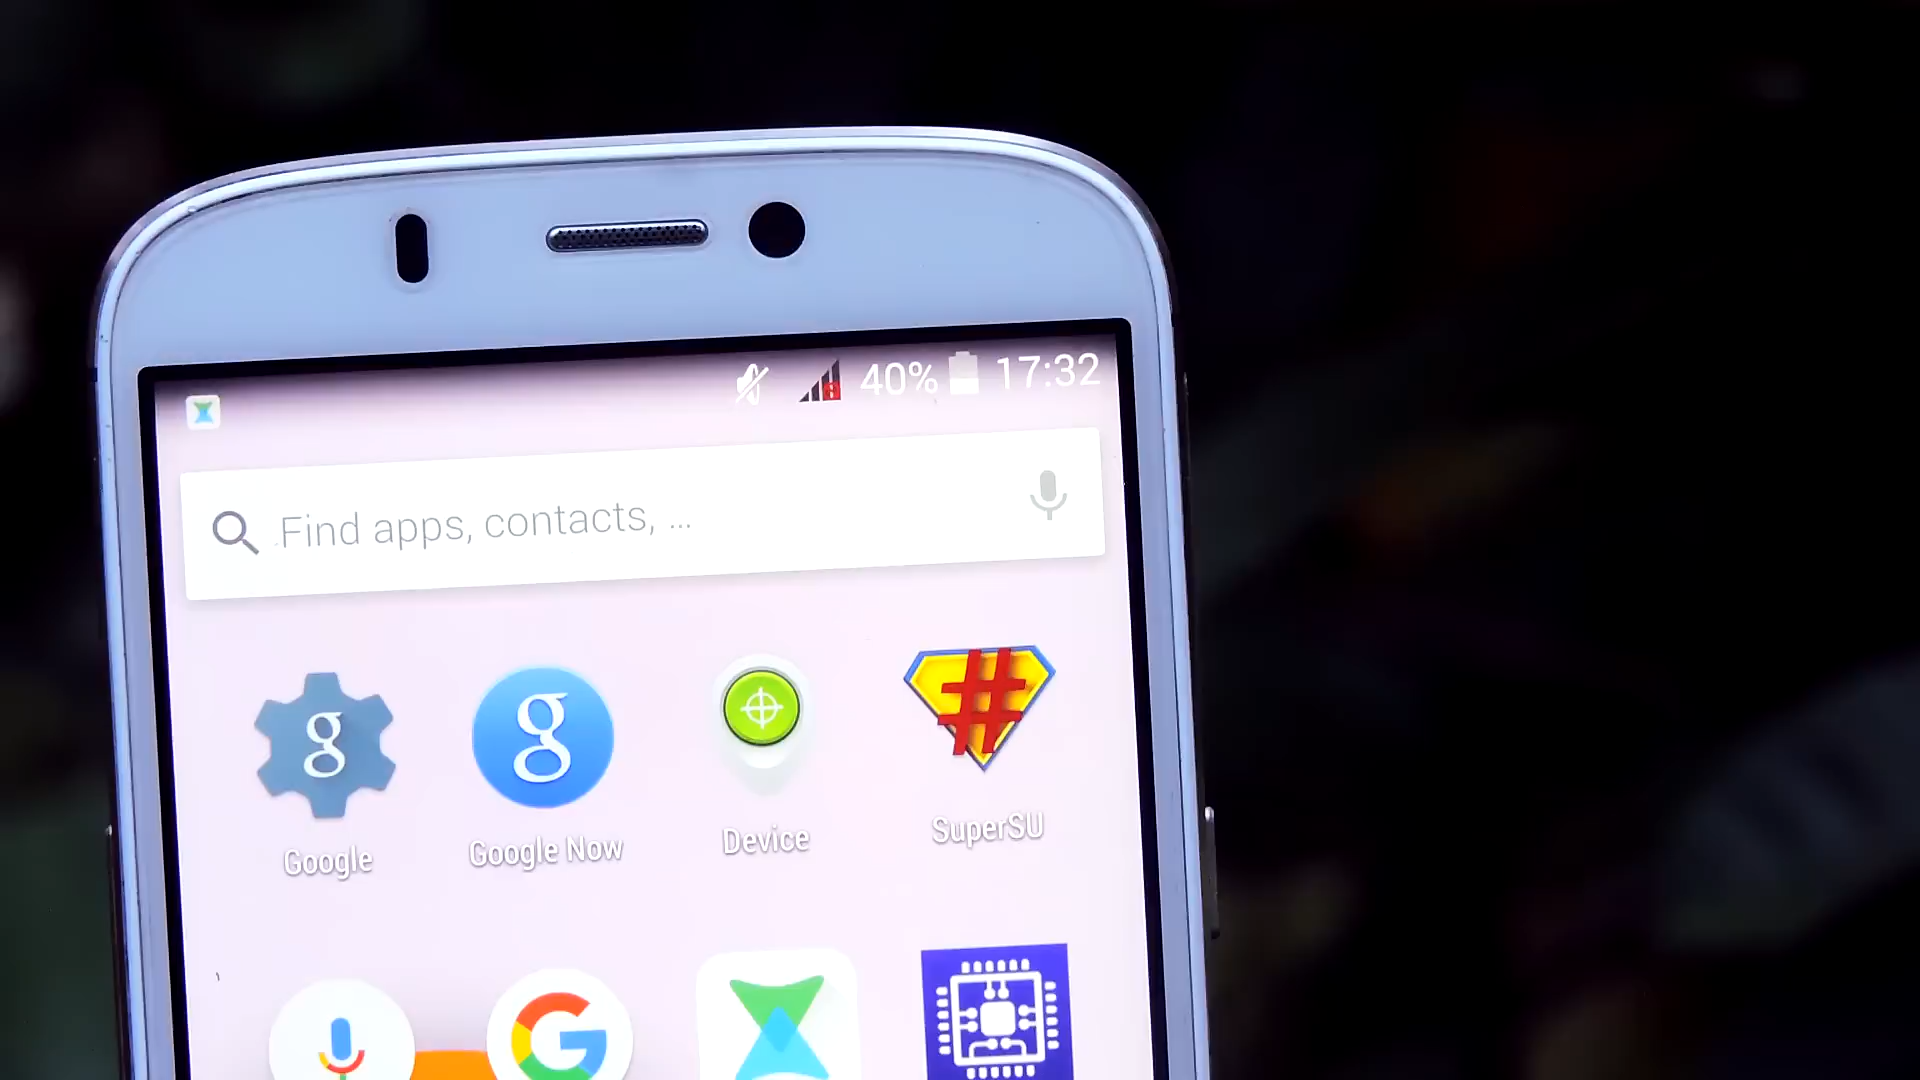 40% 17:32
Find apps, contacts, ...
Google
Google Now
Device
SuperSU